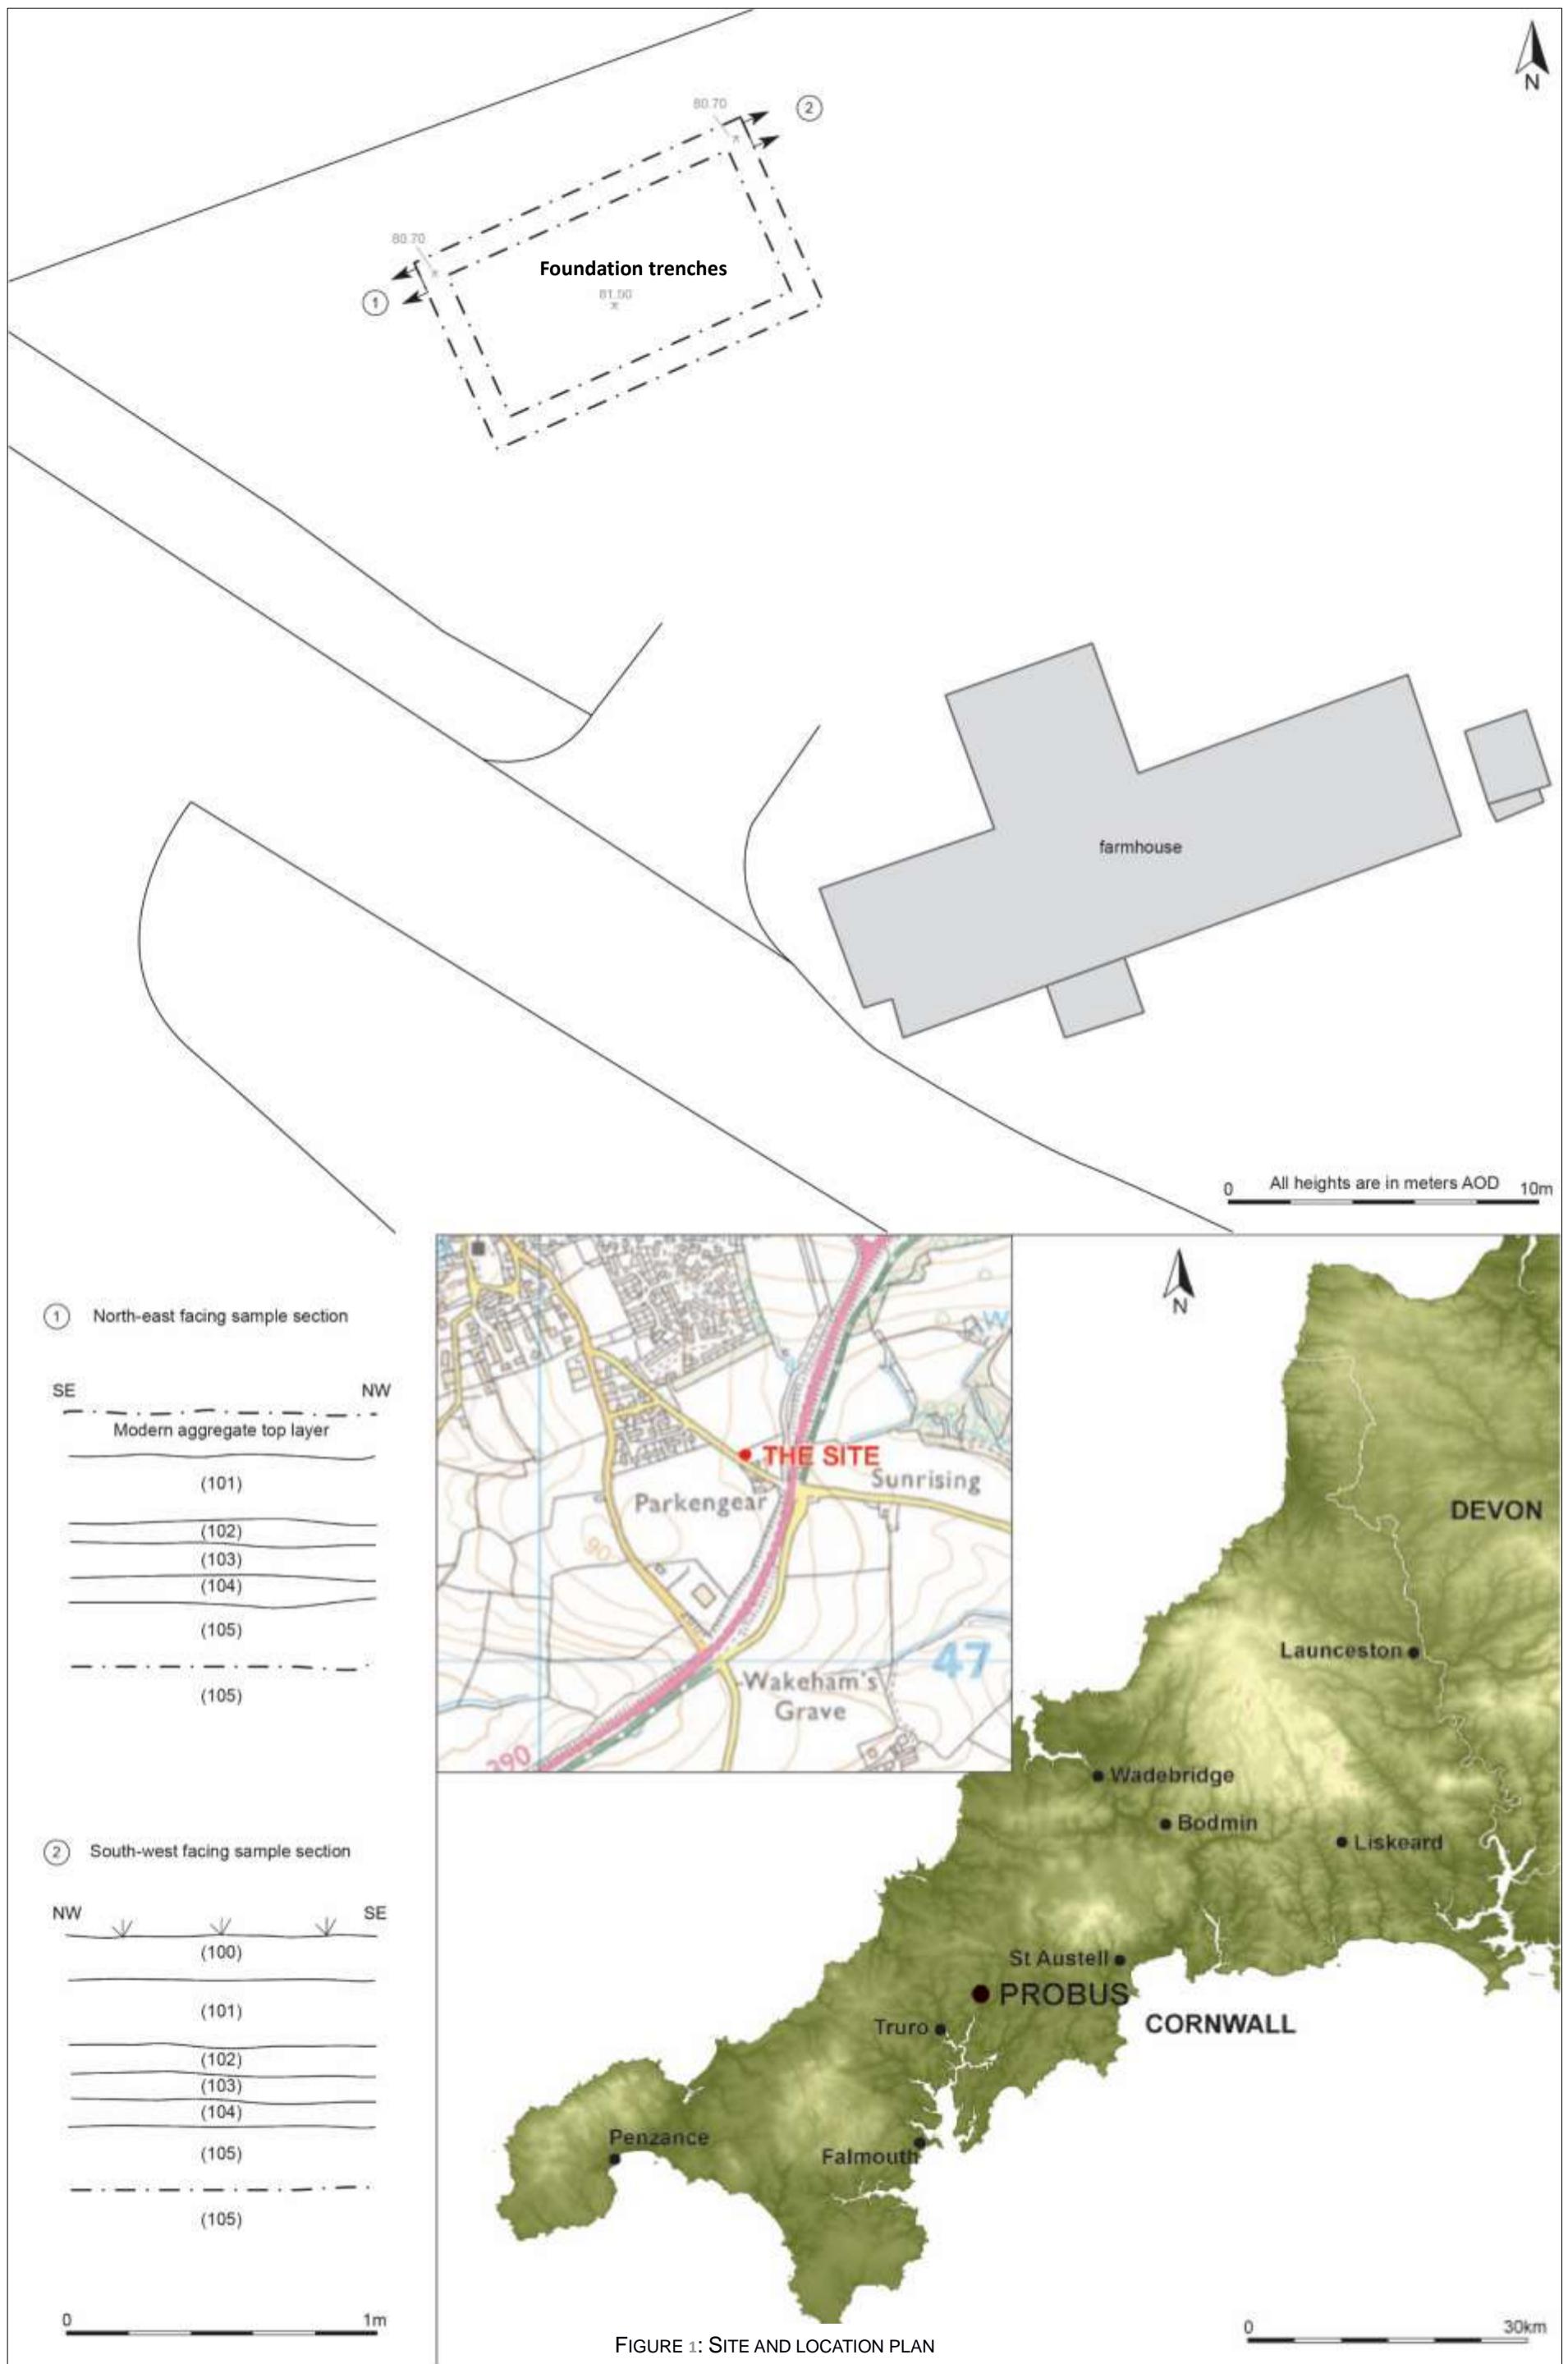 N
80.70
2
80.70
1
Foundation trenches
81.50
farmhouse
All heights are in meters AOD
0
10m
1 North-east facing sample section
SE
NW
Modern aggregate top layer
(101)
(102)
(103)
(104)
(105)
(105)
2 South-west facing sample section
NW
SE
(100)
(101)
(102)
(103)
(104)
(105)
(105)
0
1m
W
THE SITE
Sunrising
Parkengear
90
47
Wakeham's
Grave
390
N
DEVON
Launceston
Wadebridge
Bodmin
Liskeard
St Austell
PROBUS
CORNWALL
Truro
Penzance
Falmouth
0
30km
FIGURE 1: SITE AND LOCATION PLAN